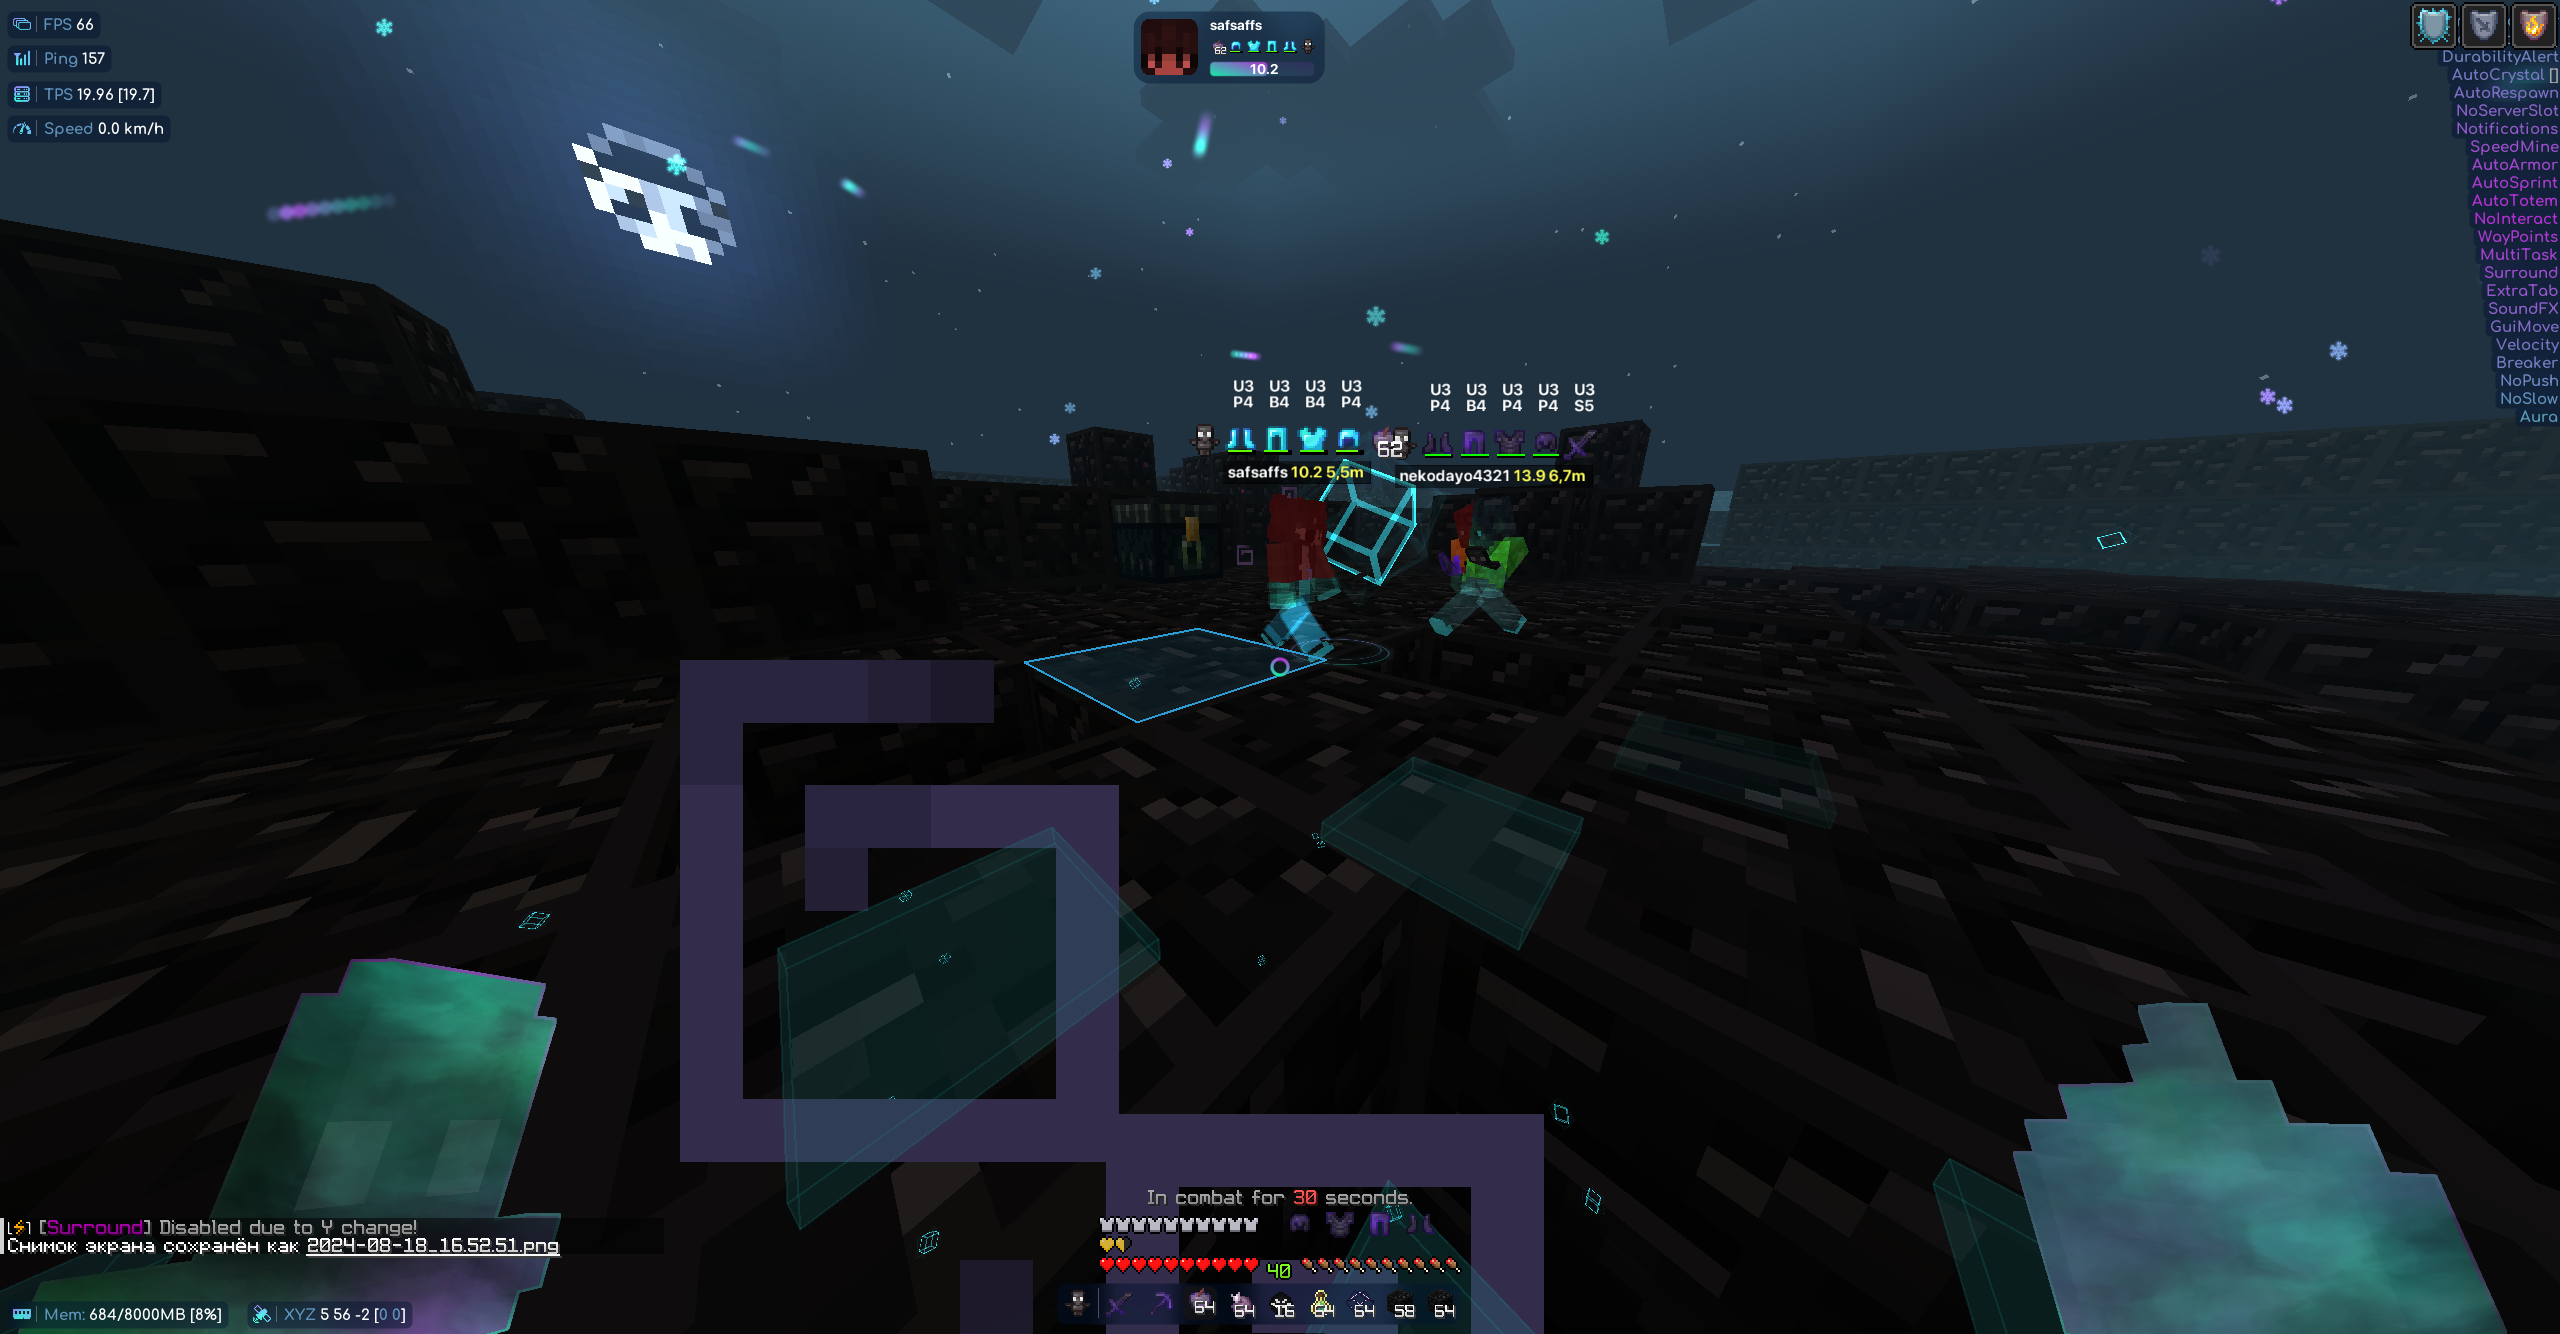 FPS 66
Ping 157
TPS 19.96 [19.7]
Speed 0.0 km/h
safsaffs
62
10.2
DurabilityAlert
AutoCrystal []
AutoRespawn
NoServerSlot
Notifications
SpeedMine
AutoArmor
AutoSprint
AutoTotem
NoInteract
WayPoints
MultiTask
Surround
ExtraTab
SoundFX
GuiMove
Velocity
Breaker
NoPush
NoSlow
Aura
U3 U3 U3 U3
P4 B4 B4 P4
U3 U3 U3 U3 U3
P4 B4 P4 P4 S5
62
safsaffs 10.2 5,5m
nekodayo4321 13.9 6,7m
In combat for 30 seconds.
[Surround] Disabled due to Y change!
Снимок экрана сохранён как 2024-08-18_16.52.51.png
40
64 64 16 64 64 58 64
Mem: 684/8000MB [8%]
XYZ 5 56 -2 [0 0]